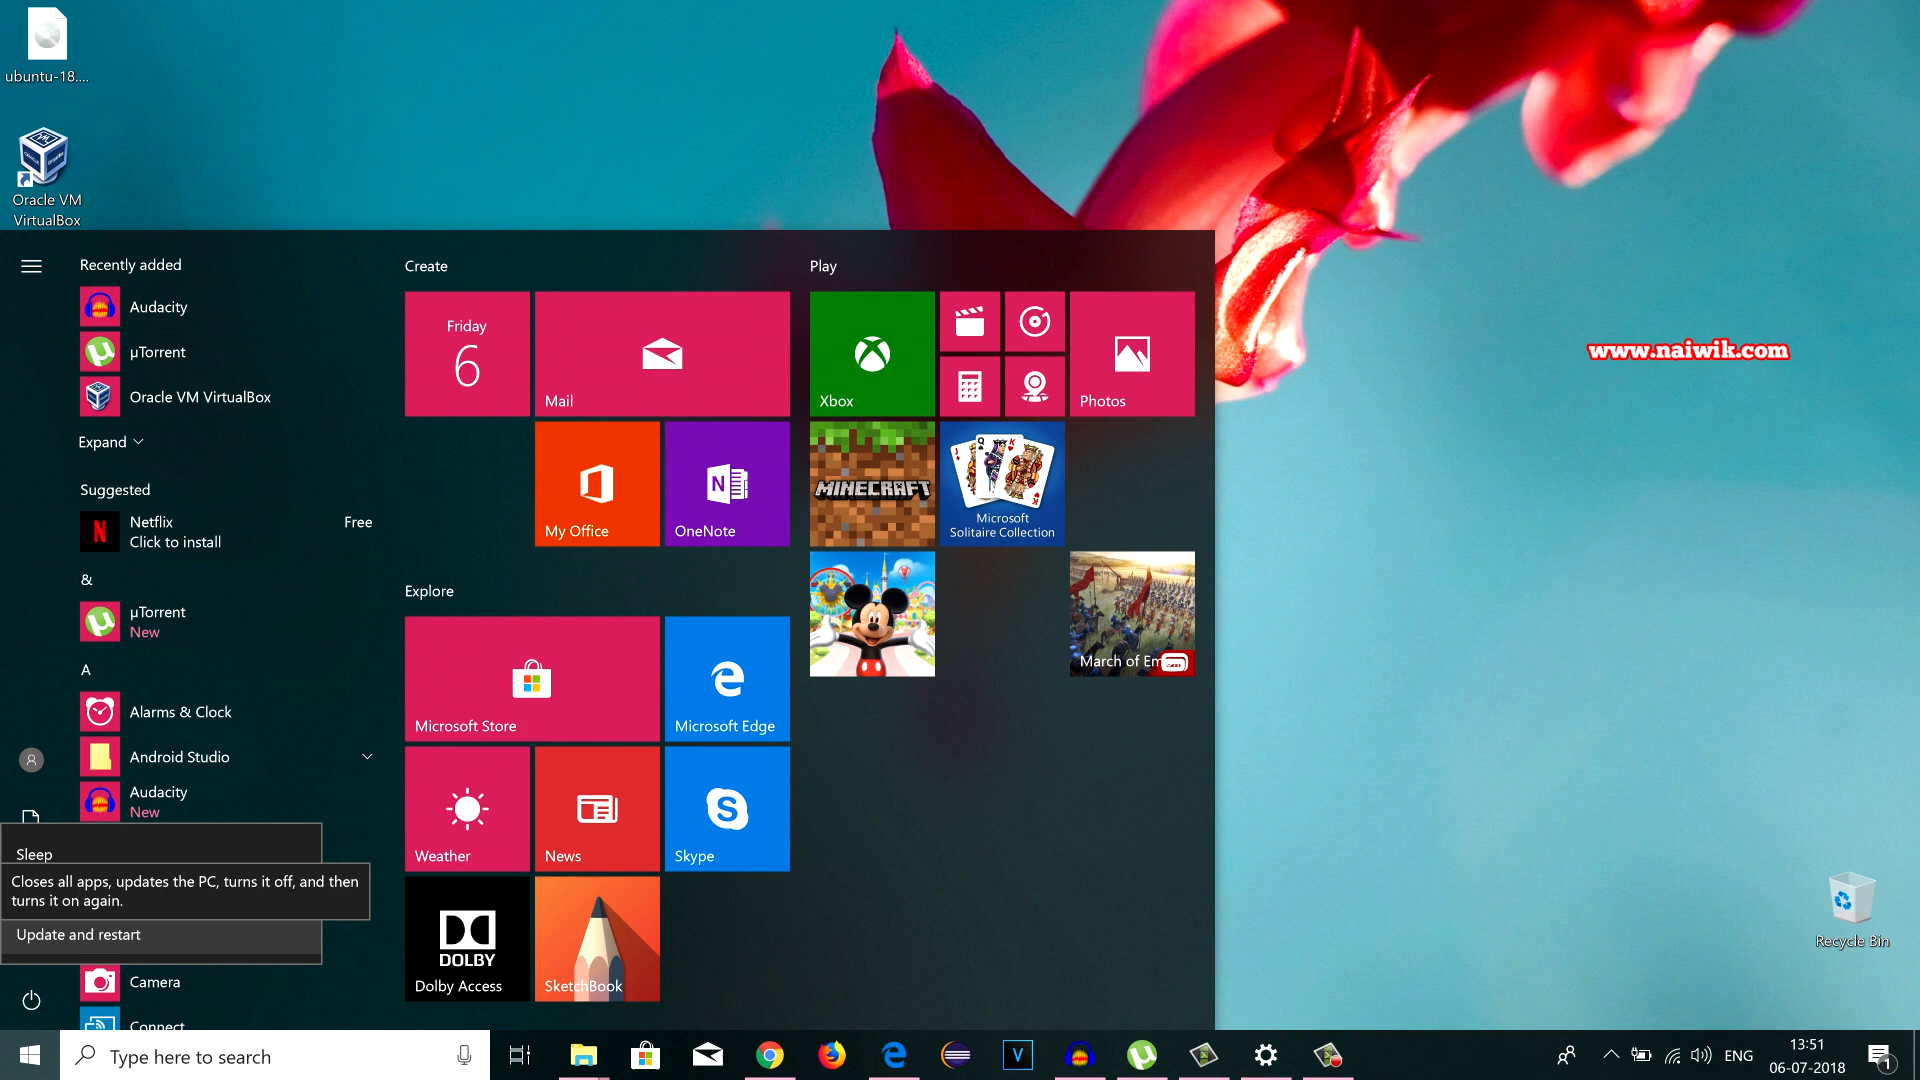 ubuntu-18....
Oracle VM
VirtualBox
Recently added
Audacity
µTorrent
Oracle VM VirtualBox
Expand
Suggested
Netflix
Free
Click to install
&
µTorrent
New
A
Alarms & Clock
Android Studio
Audacity
New
Sleep
Closes all apps, updates the PC, turns it off, and then
turns it on again.
Update and restart
Camera
Connect
Create
Friday
6
Mail
My Office
OneNote
Explore
Microsoft Store
Microsoft Edge
Weather
News
Skype
DOLBY
Dolby Access
SketchBook
Play
Xbox
Photos
MINECRAFT
Microsoft
Solitaire Collection
March of Em
www.naiwik.com
Recycle Bin
Type here to search
ENG
13:51
06-07-2018
1